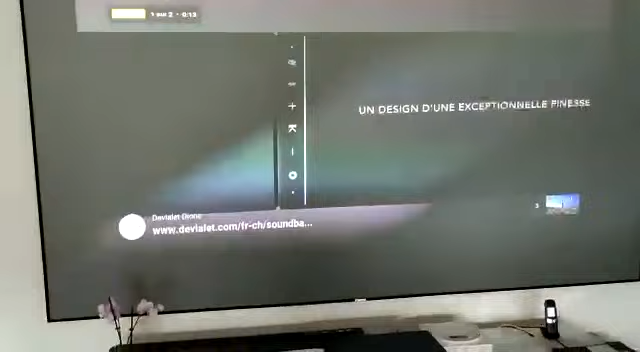 1 sur 2 · 0:13
UN DESIGN D'UNE EXCEPTIONNELLE FINESSE
Devialet Dione
www.devialet.com/fr-ch/soundba...